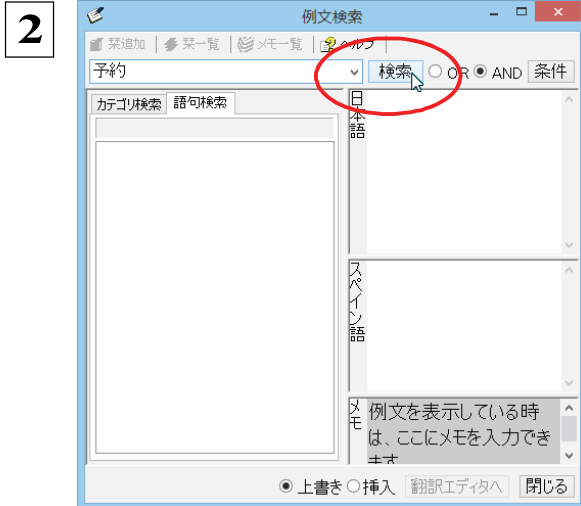 2
例文検索
栞追加 栞一覧 メモ一覧 ヘルプ
予約 検索 OR AND 条件
カテゴリ検索 語句検索
日本語
スペイン語
メモ
例文を表示している時
は、ここにメモを入力でき
ます
上書き 挿入 翻訳エディタへ 閉じる